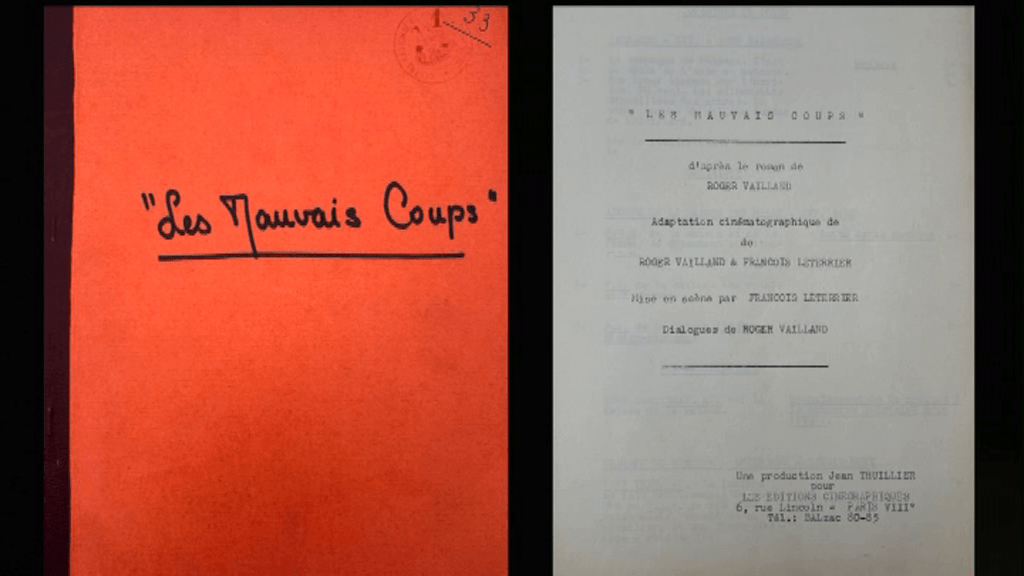 33
"Les Mauvais Coups"
" LES MAUVAIS COUPS "
d'après le roman de
ROGER VAILLAND
Adaptation cinématographique de
de
ROGER VAILLAND & FRANCOIS LETERRIER
Mise en scène par FRANCOIS LETERRIER
Dialogues de ROGER VAILLAND
Une production Jean THUILLIER
pour
LES EDITIONS CINEGRAPHIQUES
6, rue Lincoln - PARIS VIII°
Tél.: BALzac 80-85